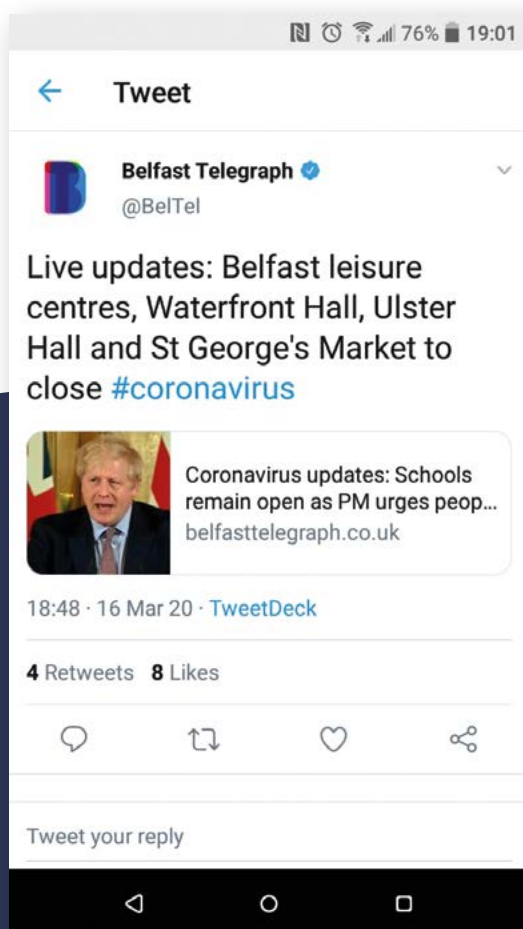 76% 19:01
Tweet
Belfast Telegraph
@BelTel
Live updates: Belfast leisure
centres, Waterfront Hall, Ulster
Hall and St George's Market to
close #coronavirus
Coronavirus updates: Schools
remain open as PM urges peop...
belfasttelegraph.co.uk
18:48 · 16 Mar 20 · TweetDeck
4 Retweets 8 Likes
Tweet your reply